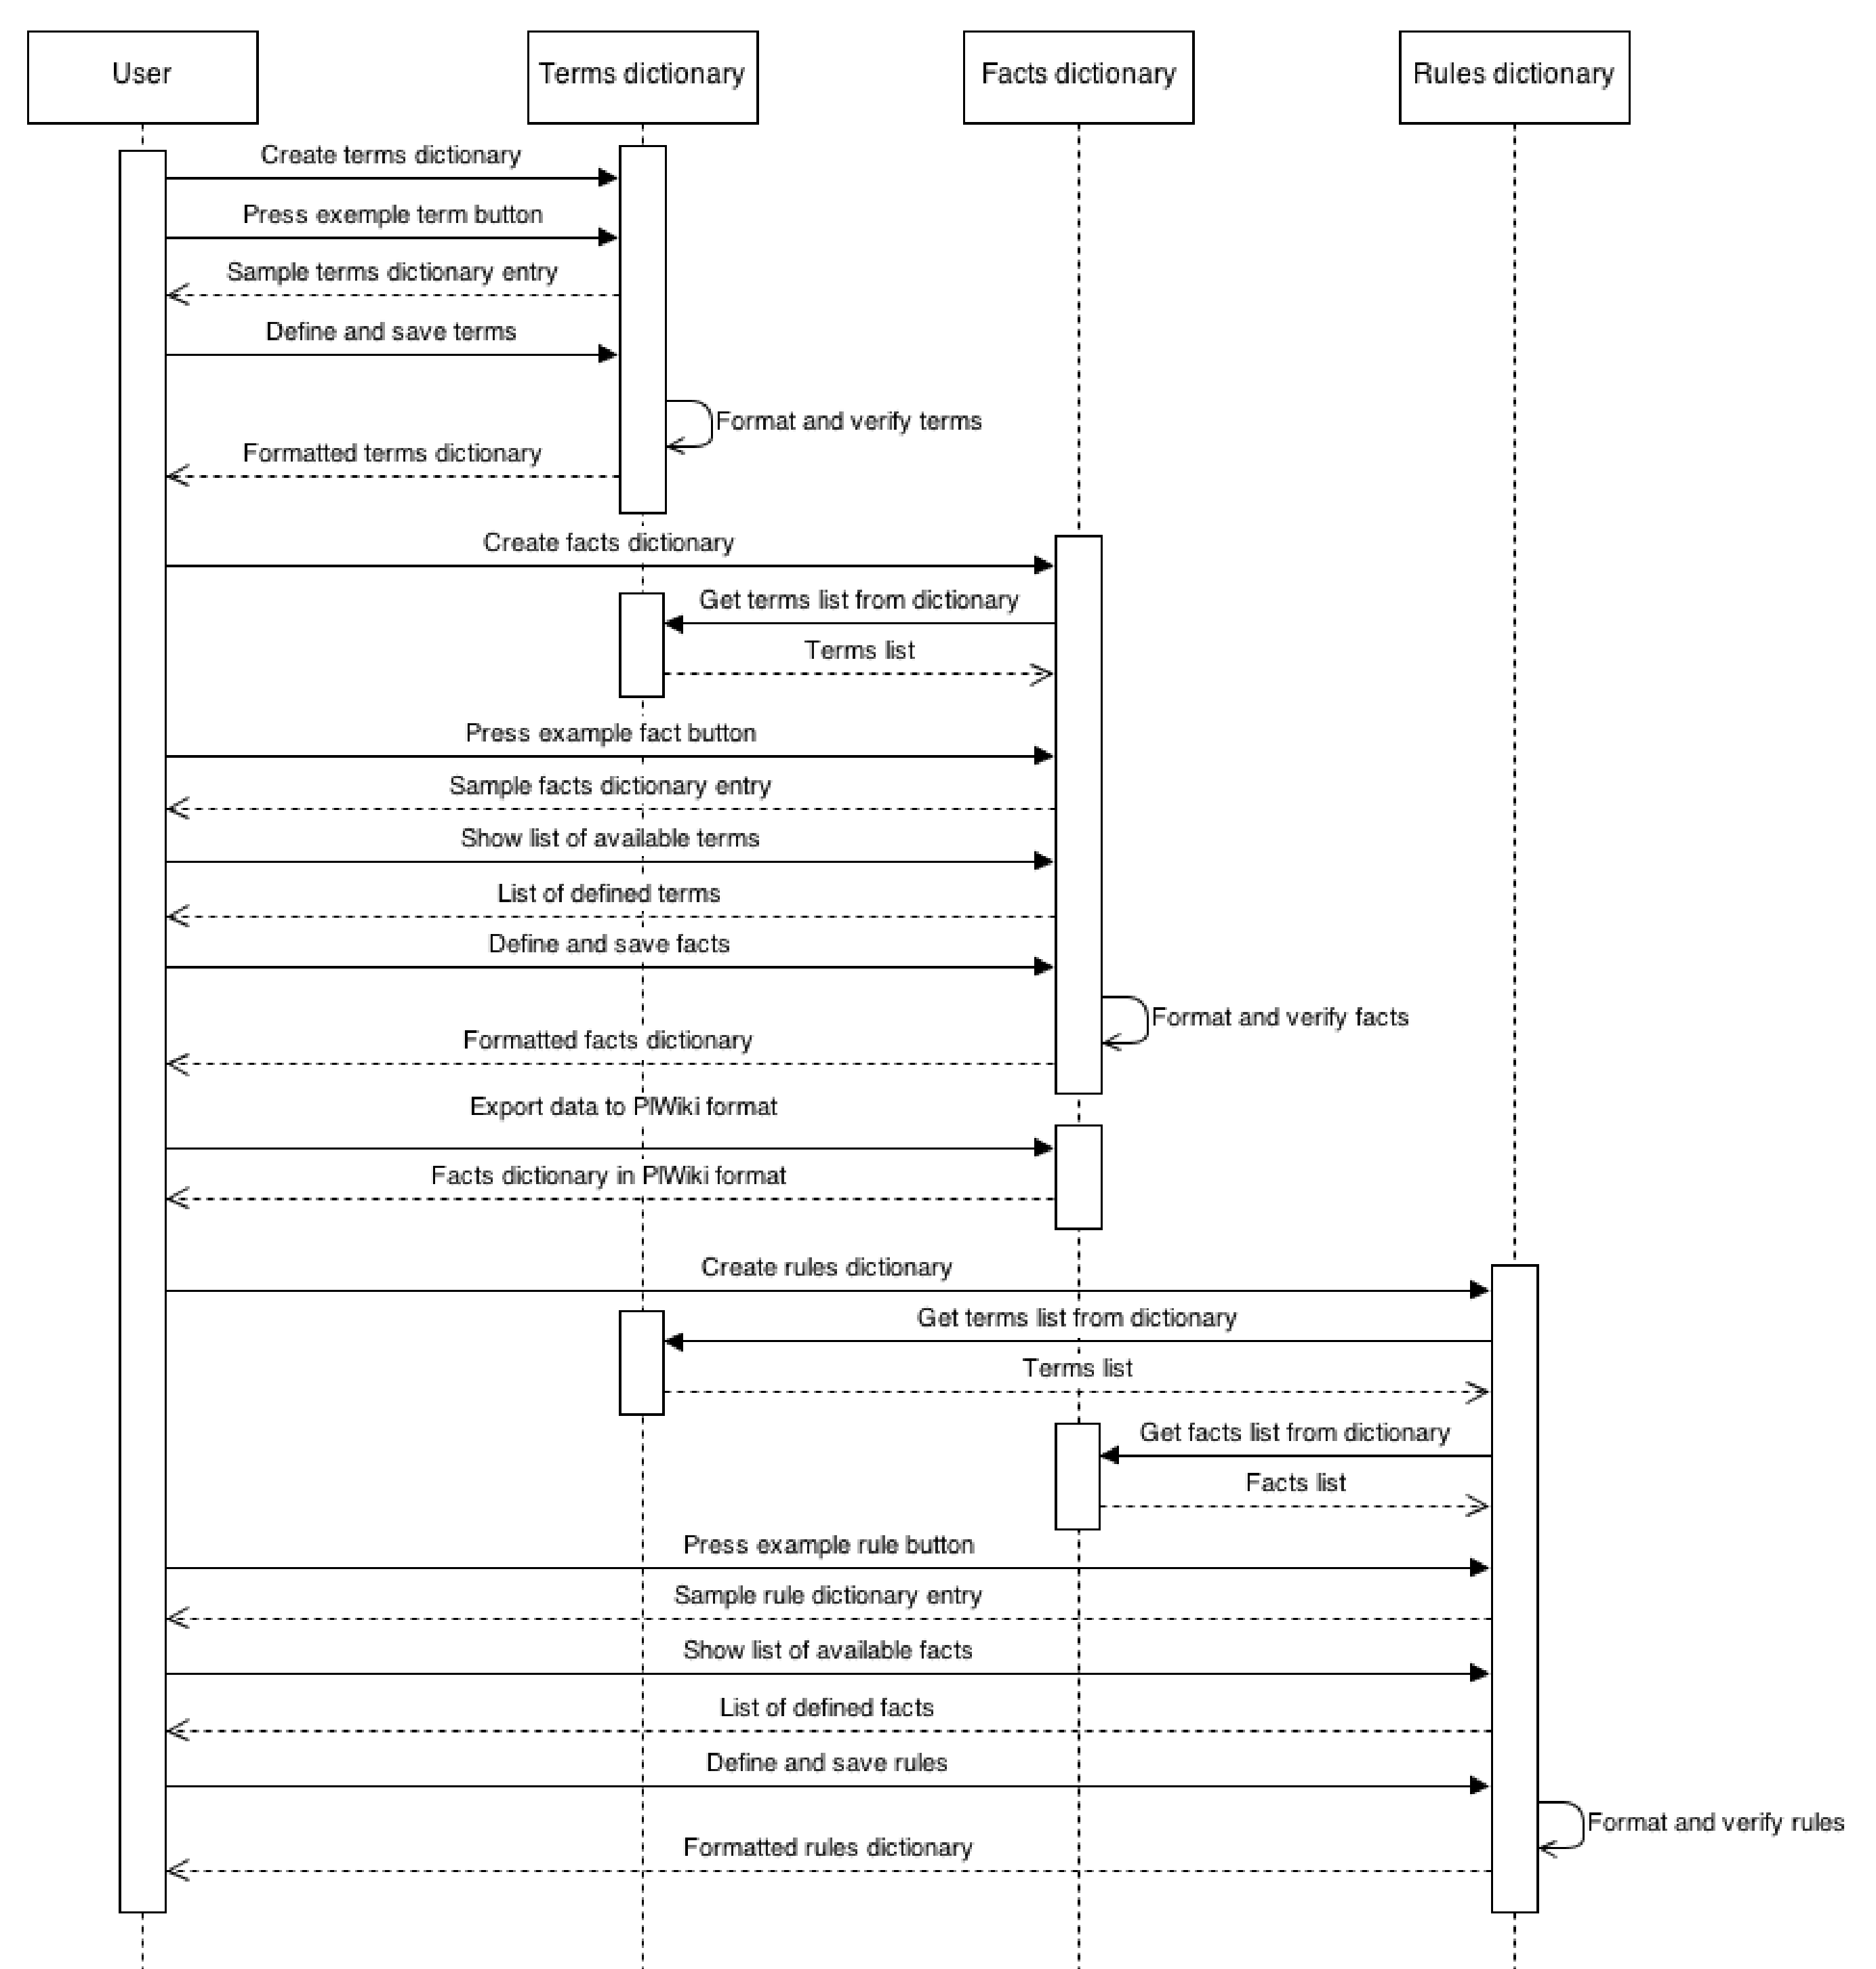 User
Terms dictionary
Facts dictionary
Rules dictionary
Create terms dictionary
Press exemple term button
Sample terms dictionary entry
Define and save terms
Format and verify terms
Formatted terms dictionary
Create facts dictionary
Get terms list from dictionary
Terms list
Press example fact button
Sample facts dictionary entry
Show list of available terms
List of defined terms
Define and save facts
Format and verify facts
Formatted facts dictionary
Export data to PlWiki format
Facts dictionary in PlWiki format
Create rules dictionary
Get terms list from dictionary
Terms list
Get facts list from dictionary
Facts list
Press example rule button
Sample rule dictionary entry
Show list of available facts
List of defined facts
Define and save rules
Format and verify rules
Formatted rules dictionary